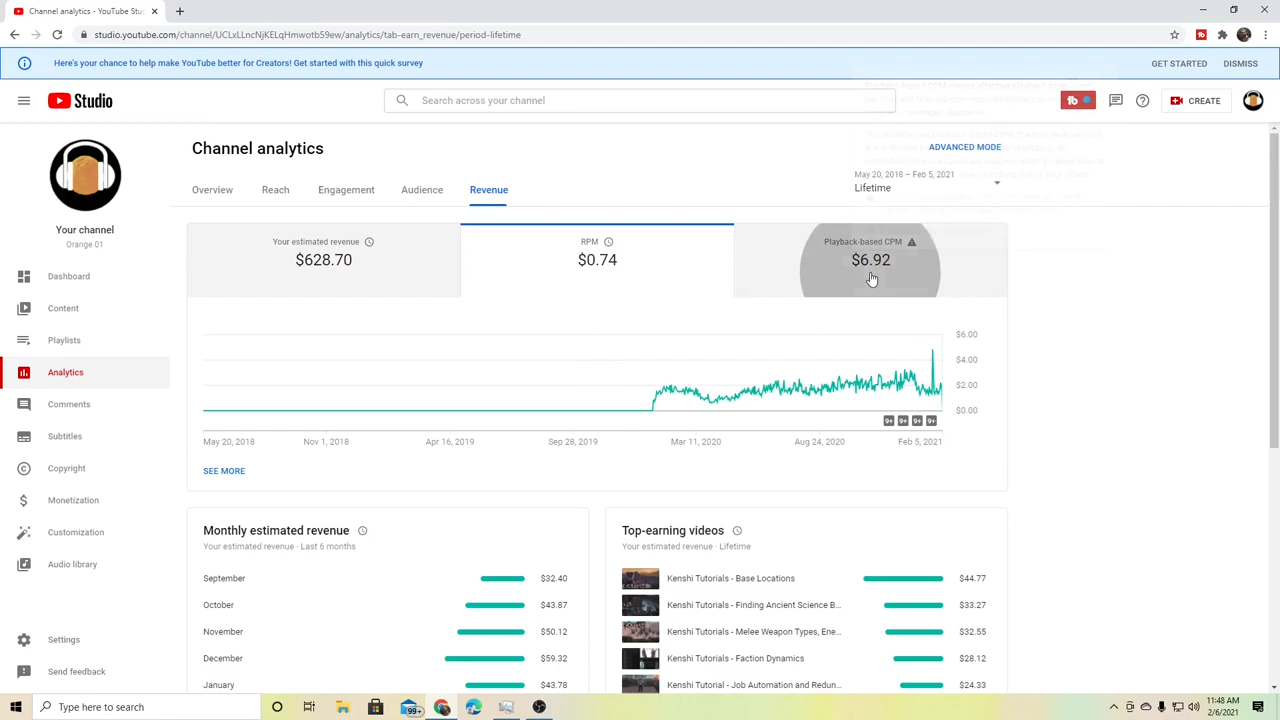 Channel analytics - YouTube Stu
studio.youtube.com/channel/UCLxLLncNjKELqHmwotb59ew/analytics/tab-earn_revenue/period-lifetime
Here's your chance to help make YouTube better for Creators! Get started with this quick survey
GET STARTED
DISMISS
Studio
Search across your channel
CREATE
Channel analytics
ADVANCED MODE
May 20, 2018 – Feb 5, 2021
Lifetime
Overview
Reach
Engagement
Audience
Revenue
Your channel
Orange 01
Dashboard
Content
Playlists
Analytics
Comments
Subtitles
Copyright
Monetization
Customization
Audio library
Settings
Send feedback
Your estimated revenue
$628.70
RPM
$0.74
Playback-based CPM
$6.92
$6.00
$4.00
$2.00
$0.00
9+ 9+ 9+ 9+
May 20, 2018
Nov 1, 2018
Apr 16, 2019
Sep 28, 2019
Mar 11, 2020
Aug 24, 2020
Feb 5, 2021
SEE MORE
Monthly estimated revenue
Your estimated revenue · Last 6 months
September $32.40
October $43.87
November $50.12
December $59.32
January $43.78
Top-earning videos
Your estimated revenue · Lifetime
Kenshi Tutorials - Base Locations $44.77
Kenshi Tutorials - Finding Ancient Science B... $33.27
Kenshi Tutorials - Melee Weapon Types, Ene... $32.55
Kenshi Tutorials - Faction Dynamics $28.12
Kenshi Tutorial - Job Automation and Redun... $24.33
Type here to search
99+
11:48 AM
2/6/2021